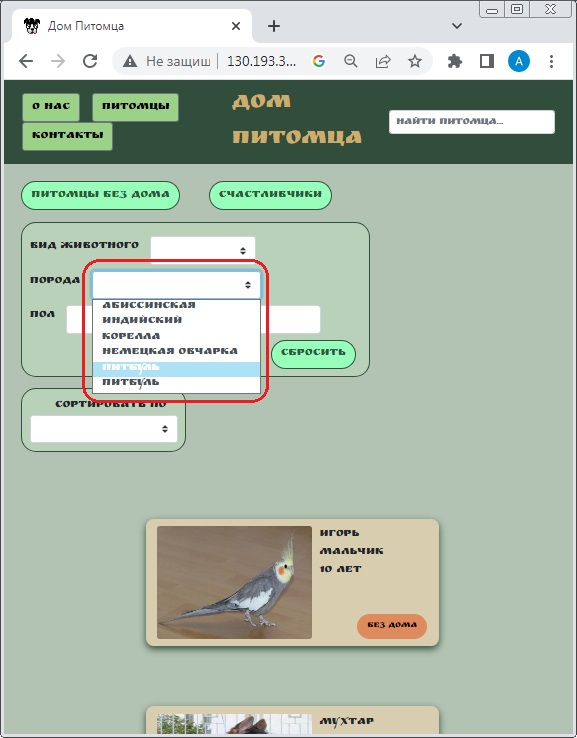 Дом Питомца
Не защищ 130.193.3... A
О НАС
ПИТОМЦЫ
КОНТАКТЫ
ДОМ
ПИТОМЦА
НАЙТИ ПИТОМЦА...
ПИТОМЦЫ БЕЗ ДОМА
СЧАСТЛИВЧИКИ
ВИД ЖИВОТНОГО
ПОРОДА
АБИССИНСКАЯ
ИНДИЙСКИЙ
КОРЕЛЛА
НЕМЕЦКАЯ ОВЧАРКА
ПИТБУЛЬ
ПИТБУЛЬ
ПОЛ
СБРОСИТЬ
СОРТИРОВАТЬ ПО
ИГОРЬ
МАЛЬЧИК
10 ЛЕТ
БЕЗ ДОМА
МУХТАР